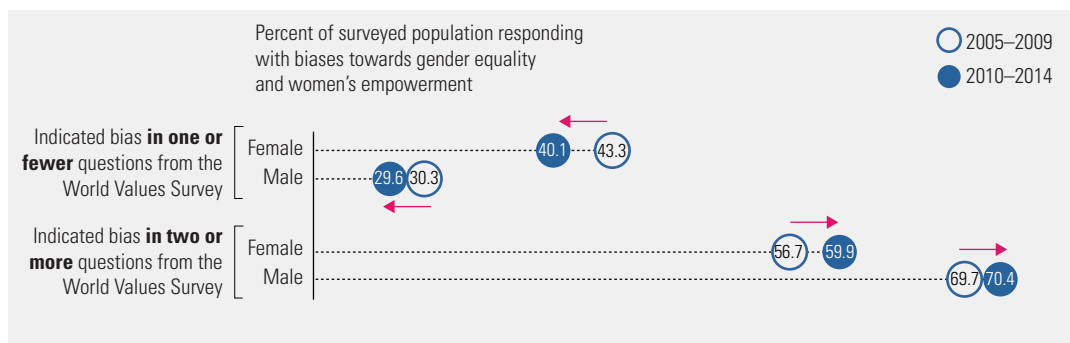 Percent of surveyed population responding
with biases towards gender equality
and women's empowerment
2005–2009
2010–2014
Indicated bias in one or
fewer questions from the
World Values Survey
Female
40.1 43.3
Male
29.6 30.3
Indicated bias in two or
more questions from the
World Values Survey
Female
56.7 59.9
Male
69.7 70.4